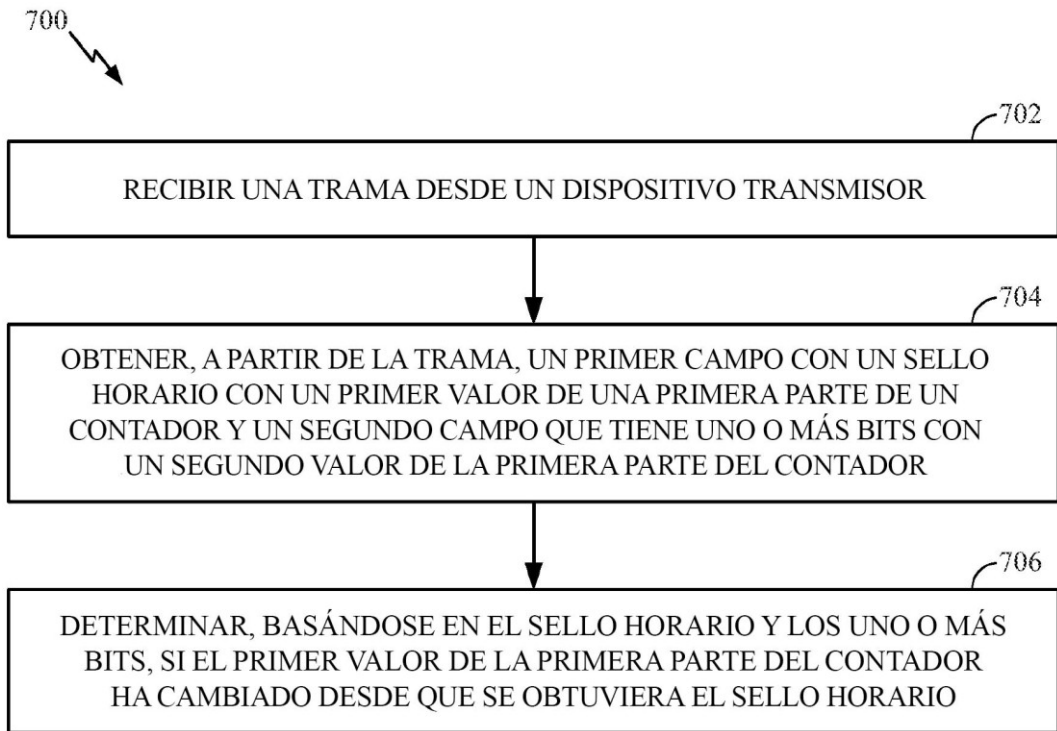 700
702
RECIBIR UNA TRAMA DESDE UN DISPOSITIVO TRANSMISOR
704
OBTENER, A PARTIR DE LA TRAMA, UN PRIMER CAMPO CON UN SELLO
HORARIO CON UN PRIMER VALOR DE UNA PRIMERA PARTE DE UN
CONTADOR Y UN SEGUNDO CAMPO QUE TIENE UNO O MÁS BITS CON
UN SEGUNDO VALOR DE LA PRIMERA PARTE DEL CONTADOR
706
DETERMINAR, BASÁNDOSE EN EL SELLO HORARIO Y LOS UNO O MÁS
BITS, SI EL PRIMER VALOR DE LA PRIMERA PARTE DEL CONTADOR
HA CAMBIADO DESDE QUE SE OBTUVIERA EL SELLO HORARIO